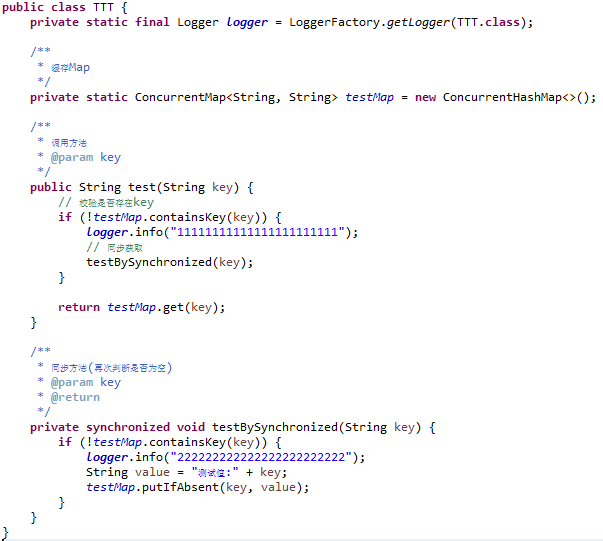 public class TTT {
    private static final Logger logger = LoggerFactory.getLogger(TTT.class);

    /**
     * 缓存Map
     */
    private static ConcurrentMap<String, String> testMap = new ConcurrentHashMap<>();

    /**
     * 调用方法
     * @param key
     */
    public String test(String key) {
        // 校验是否存在key
        if (!testMap.containsKey(key)) {
            logger.info("11111111111111111111111");
            // 同步获取
            testBySynchronized(key);
        }

        return testMap.get(key);
    }

    /**
     * 同步方法(再次判断是否为空)
     * @param key
     * @return
     */
    private synchronized void testBySynchronized(String key) {
        if (!testMap.containsKey(key)) {
            logger.info("222222222222222222222222");
            String value = "测试值:" + key;
            testMap.putIfAbsent(key, value);
        }
    }
}